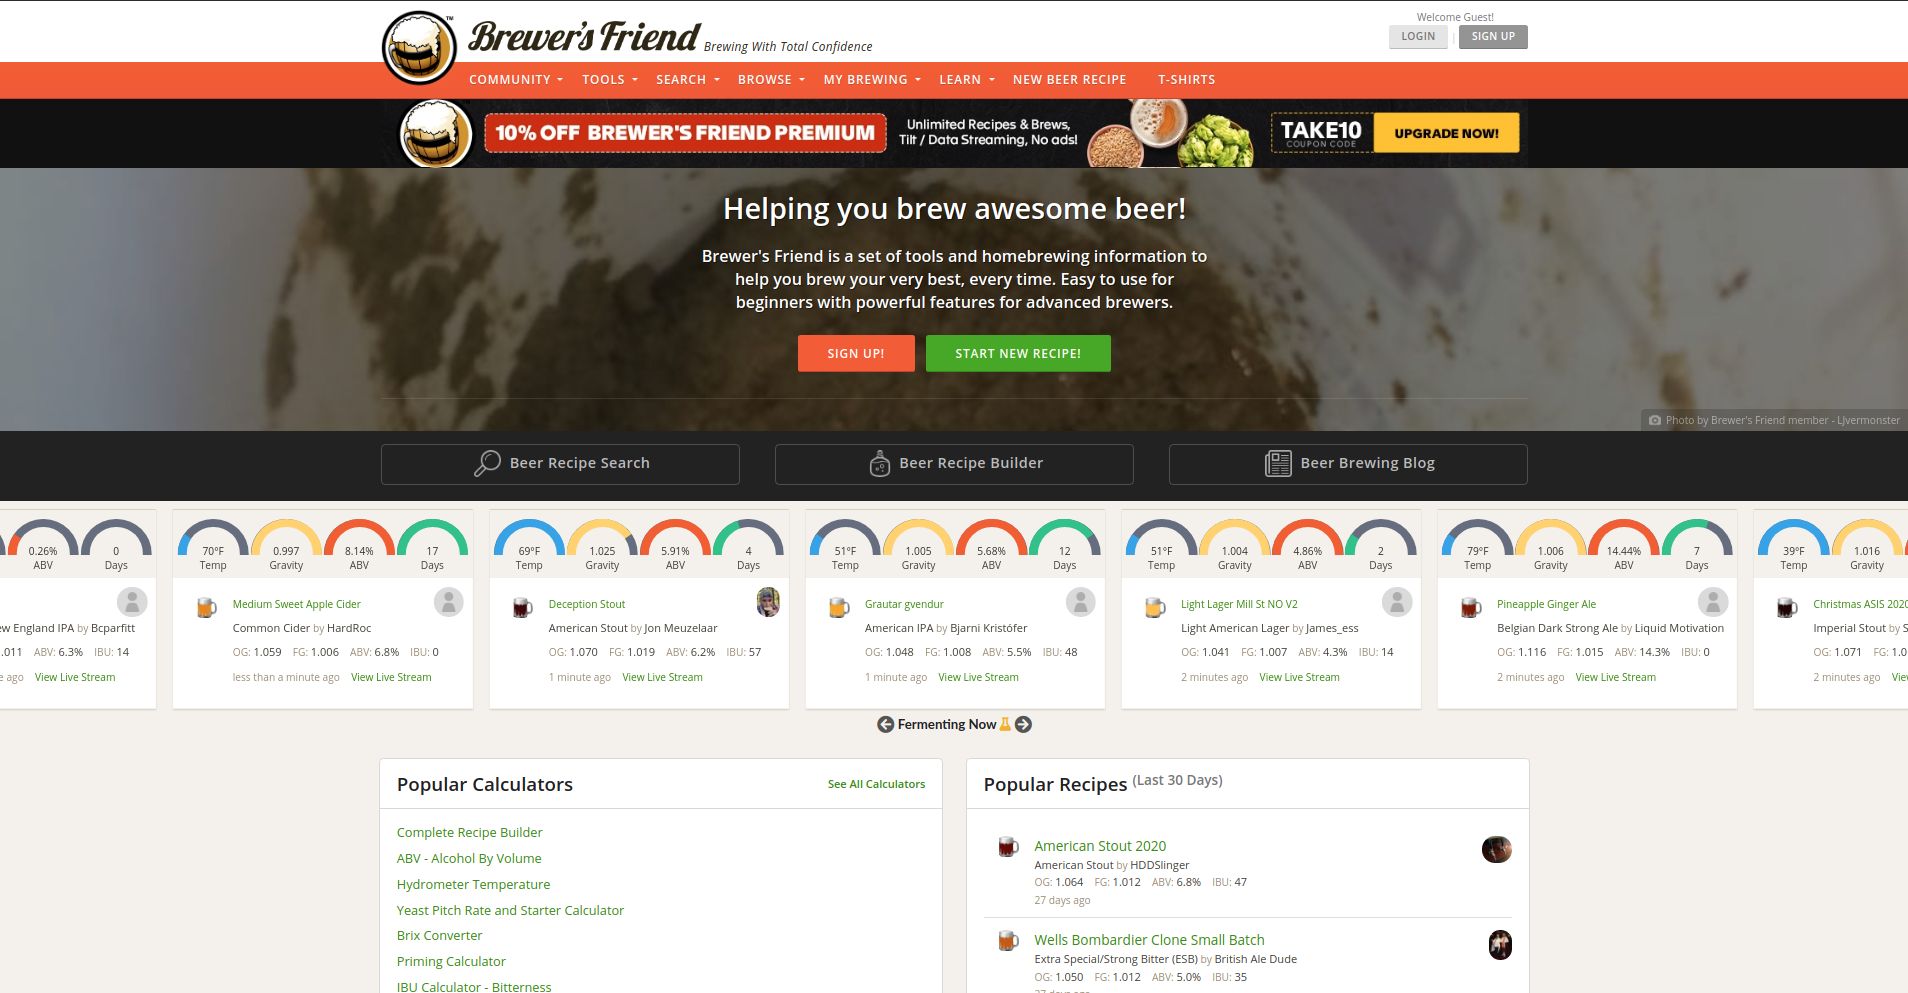 Brewer's Friend
TM
Brewing With Total Confidence
Welcome Guest!
LOGIN | SIGN UP
COMMUNITY TOOLS SEARCH BROWSE MY BREWING LEARN NEW BEER RECIPE T-SHIRTS
10% OFF BREWER'S FRIEND PREMIUM
Unlimited Recipes & Brews,
Tilt / Data Streaming, No ads!
TAKE10
COUPON CODE
UPGRADE NOW!
Helping you brew awesome beer!
Brewer's Friend is a set of tools and homebrewing information to
help you brew your very best, every time. Easy to use for
beginners with powerful features for advanced brewers.
SIGN UP! START NEW RECIPE!
Photo by Brewer's Friend member - LJvermonster
Beer Recipe Search
Beer Recipe Builder
Beer Brewing Blog
0.26% 0
ABV Days
ew England IPA by Bcparfitt
.011 ABV: 6.3% IBU: 14
e ago View Live Stream
70°F 0.997 8.14% 17
Temp Gravity ABV Days
Medium Sweet Apple Cider
Common Cider by HardRoc
OG: 1.059 FG: 1.006 ABV: 6.8% IBU: 0
less than a minute ago View Live Stream
69°F 1.025 5.91% 4
Temp Gravity ABV Days
Deception Stout
American Stout by Jon Meuzelaar
OG: 1.070 FG: 1.019 ABV: 6.2% IBU: 57
1 minute ago View Live Stream
51°F 1.005 5.68% 12
Temp Gravity ABV Days
Grautar gvendur
American IPA by Bjarni Kristófer
OG: 1.048 FG: 1.008 ABV: 5.5% IBU: 48
1 minute ago View Live Stream
51°F 1.004 4.86% 2
Temp Gravity ABV Days
Light Lager Mill St NO V2
Light American Lager by James_ess
OG: 1.041 FG: 1.007 ABV: 4.3% IBU: 14
2 minutes ago View Live Stream
79°F 1.006 14.44% 7
Temp Gravity ABV Days
Pineapple Ginger Ale
Belgian Dark Strong Ale by Liquid Motivation
OG: 1.116 FG: 1.015 ABV: 14.3% IBU: 0
2 minutes ago View Live Stream
39°F 1.016
Temp Gravity
Christmas ASIS 2020
Imperial Stout by S
OG: 1.071 FG: 1.0
2 minutes ago Vie
Fermenting Now
Popular Calculators
See All Calculators
Complete Recipe Builder
ABV - Alcohol By Volume
Hydrometer Temperature
Yeast Pitch Rate and Starter Calculator
Brix Converter
Priming Calculator
IBU Calculator - Bitterness
Popular Recipes (Last 30 Days)
American Stout 2020
American Stout by HDDSlinger
OG: 1.064 FG: 1.012 ABV: 6.8% IBU: 47
27 days ago
Wells Bombardier Clone Small Batch
Extra Special/Strong Bitter (ESB) by British Ale Dude
OG: 1.050 FG: 1.012 ABV: 5.0% IBU: 35
27 days ago